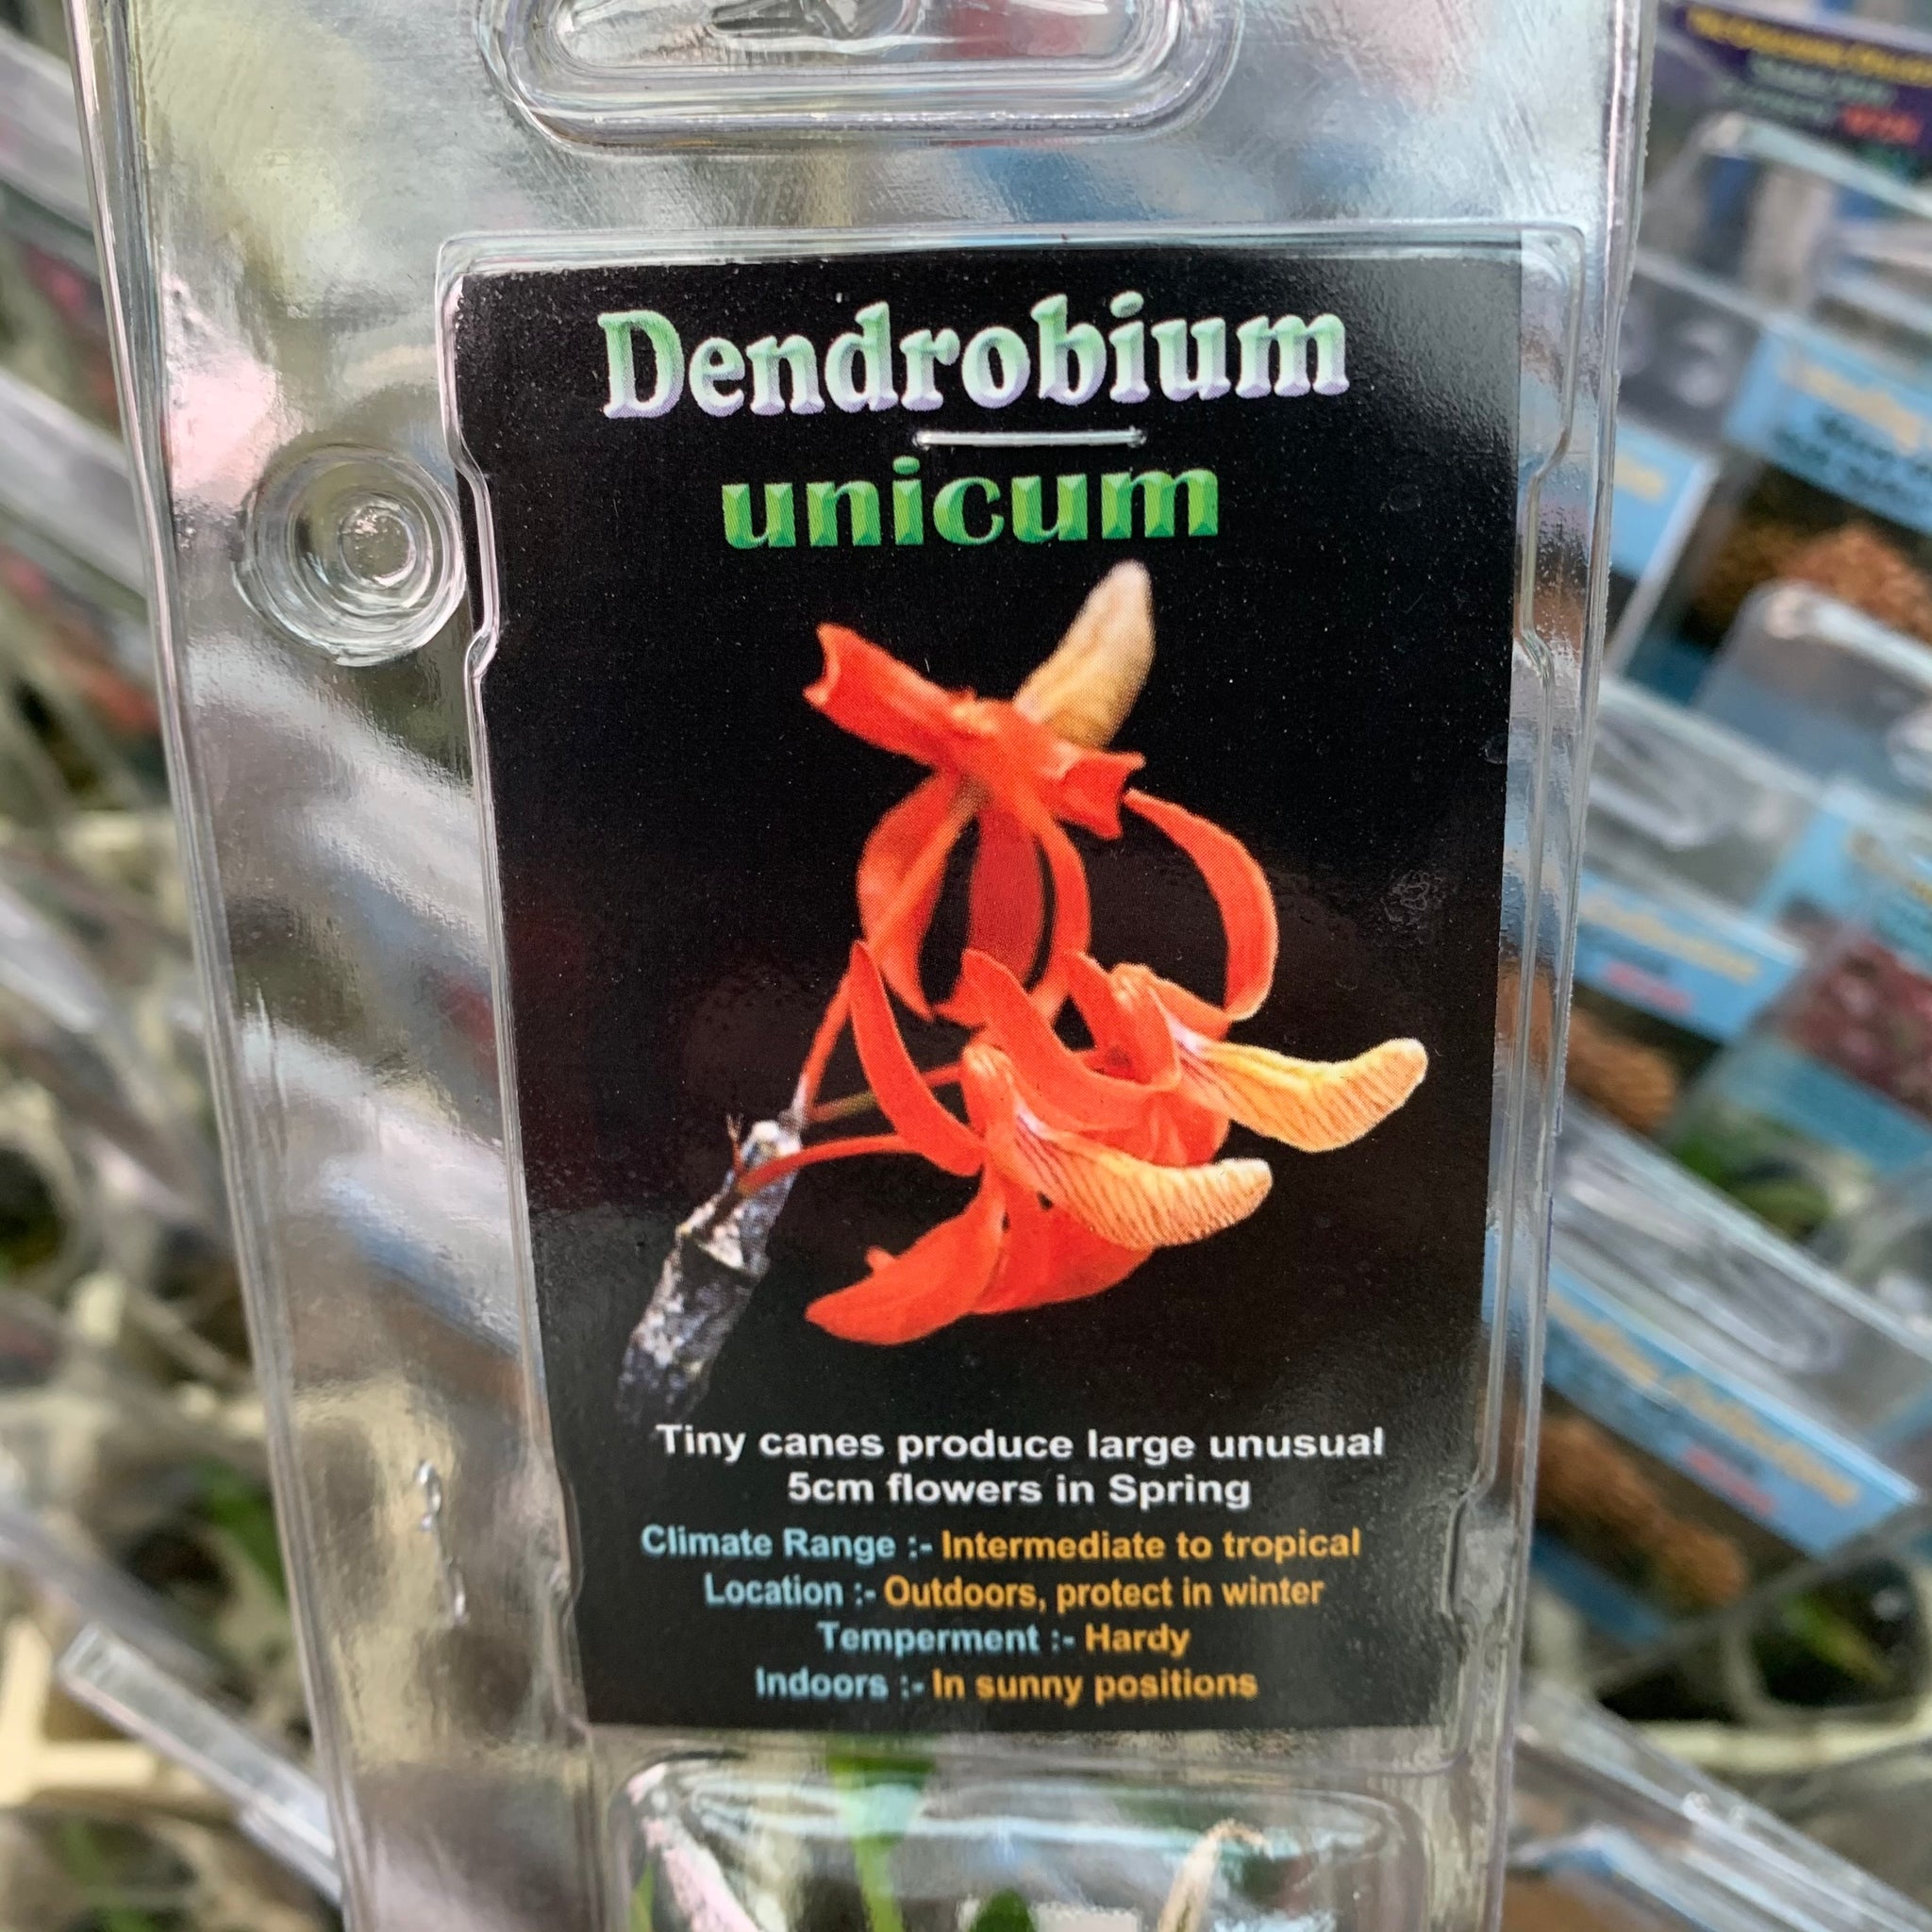 Dendrobium
unicum
Tiny canes produce large unusual
5cm flowers in Spring
Climate Range :- Intermediate to tropical
Location :- Outdoors, protect in winter
Temperment :- Hardy
Indoors :- In sunny positions